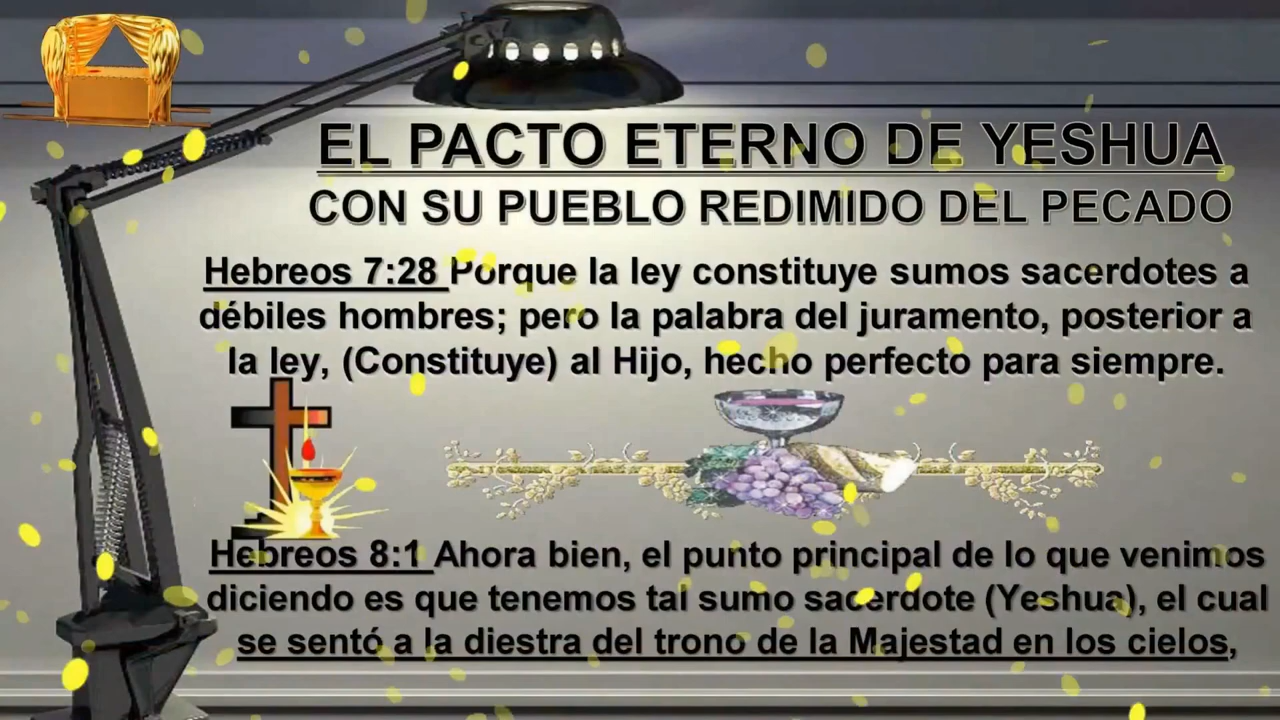 EL PACTO ETERNO DE YESHUA
CON SU PUEBLO REDIMIDO DEL PECADO
Hebreos 7:28 Porque la ley constituye sumos sacerdotes a
débiles hombres; pero la palabra del juramento, posterior a
la ley, (Constituye) al Hijo, hecho perfecto para siempre.
Hebreos 8:1 Ahora bien, el punto principal de lo que venimos
diciendo es que tenemos tal sumo sacerdote (Yeshua), el cual
se sentó a la diestra del trono de la Majestad en los cielos,